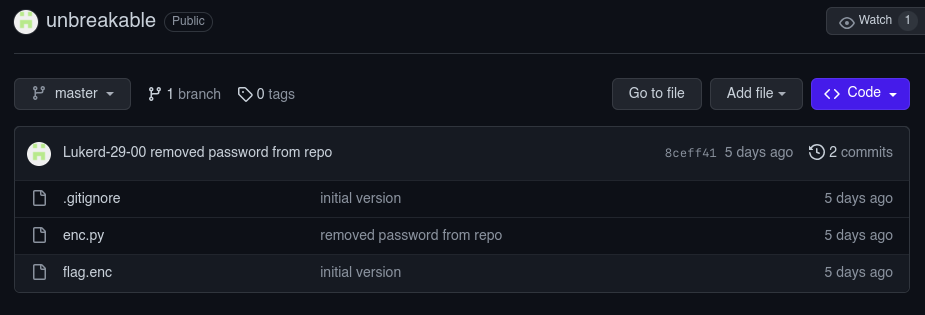 unbreakable Public Watch 1
master 1 branch 0 tags Go to file Add file Code
Lukerd-29-00 removed password from repo 8ceff41 5 days ago 2 commits
.gitignore initial version 5 days ago
enc.py removed password from repo 5 days ago
flag.enc initial version 5 days ago